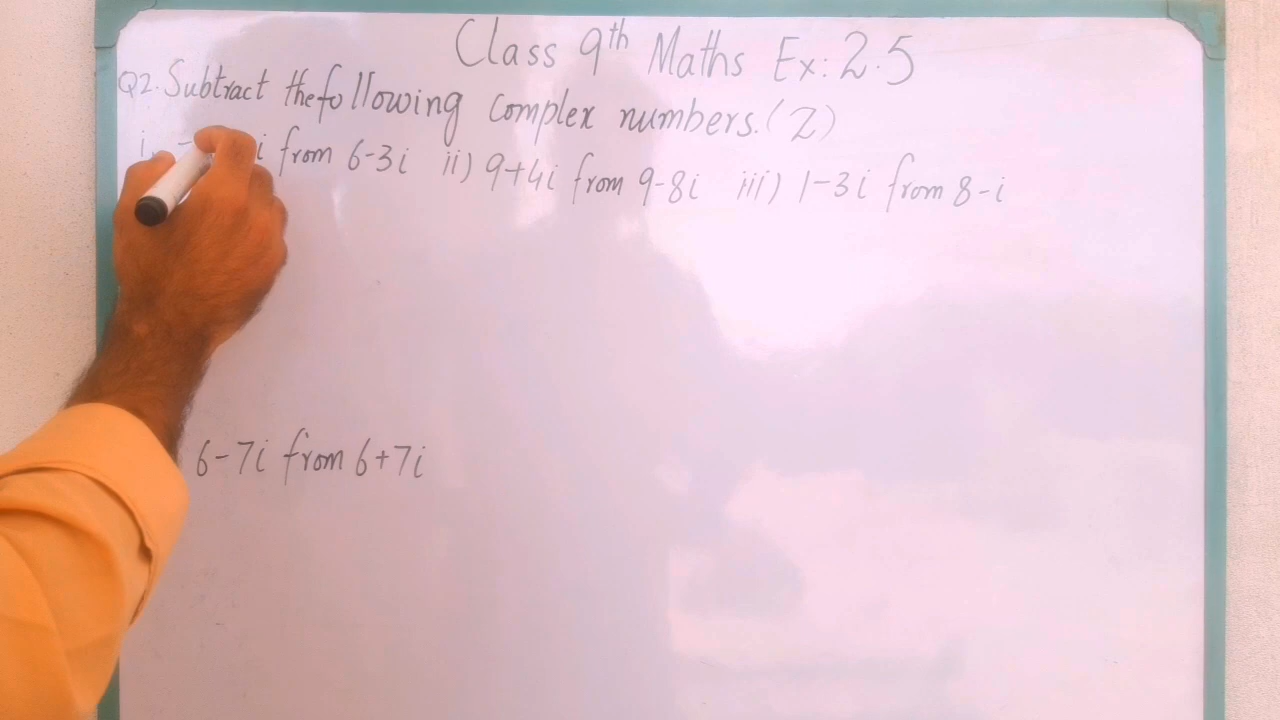 Class 9th Maths Ex: 2.5
Q2. Subtract the following complex numbers. (Z)
i, - i from 6-3i ii) 9+4i from 9-8i iii) 1-3i from 8-i
6-7i from 6+7i